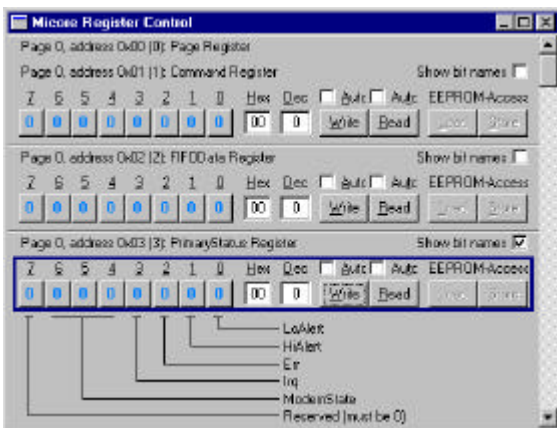 Micore Register Control
Page 0, address 0x00 (0): Page Register
Page 0, address 0x01 (1): Command Register Show bit names
7 6 5 4 3 2 1 0 Hex Dec Auto Auto EEPROM-Access
0 0 0 0 0 0 0 0 00 0 Write Read Load Store
Page 0, address 0x02 (2): FIFOData Register Show bit names
7 6 5 4 3 2 1 0 Hex Dec Auto Auto EEPROM-Access
0 0 0 0 0 0 0 0 00 0 Write Read Load Store
Page 0, address 0x03 (3): PrimaryStatus Register Show bit names
7 6 5 4 3 2 1 0 Hex Dec Auto Auto EEPROM-Access
0 0 0 0 0 0 0 0 00 0 Write Read Load Store
LoAlert
HiAlert
Err
Irq
ModemState
Reserved (must be 0)